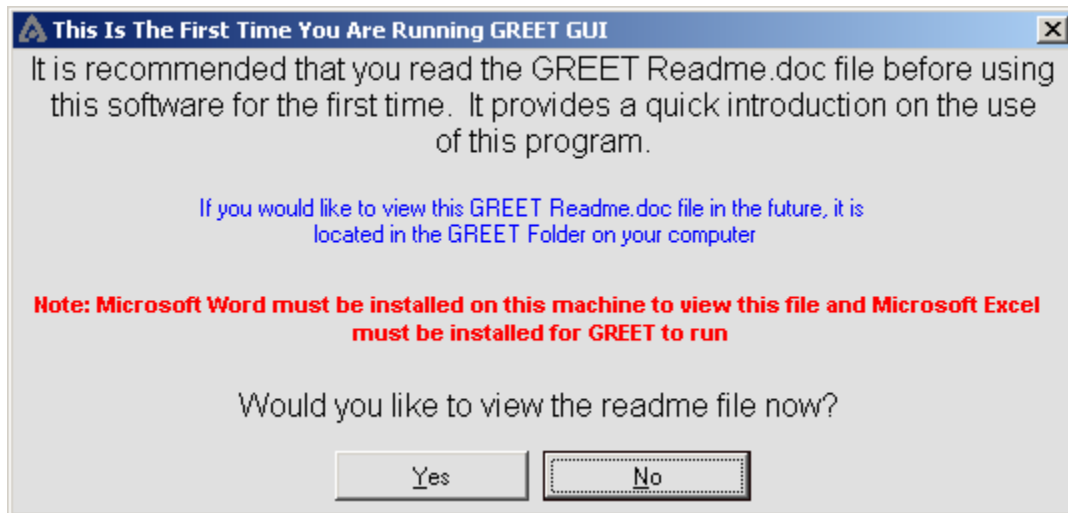 This Is The First Time You Are Running GREET GUI
It is recommended that you read the GREET Readme.doc file before using
this software for the first time.  It provides a quick introduction on the use
of this program.
If you would like to view this GREET Readme.doc file in the future, it is
located in the GREET Folder on your computer
Note: Microsoft Word must be installed on this machine to view this file and Microsoft Excel
must be installed for GREET to run
Would you like to view the readme file now?
Yes No